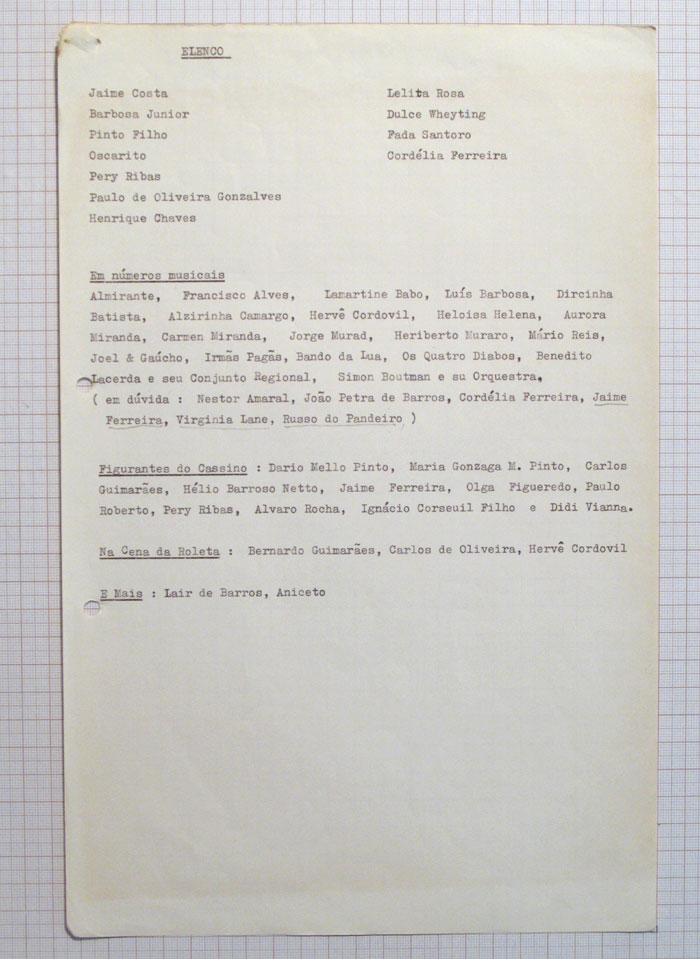 ELENCO
Jaime Costa
Barbosa Junior
Pinto Filho
Oscarito
Pery Ribas
Paulo de Oliveira Gonzalves
Henrique Chaves
Lelita Rosa
Dulce Wheyting
Fada Santoro
Cordélia Ferreira
Em números musicais
Almirante, Francisco Alves, Lamartine Babo, Luís Barbosa, Dircinha
Batista, Alzirinha Camargo, Hervê Cordovil, Heloisa Helena, Aurora
Miranda, Carmen Miranda, Jorge Murad, Heriberto Muraro, Mário Reis,
Joel & Gaúcho, Irmãs Pagãs, Bando da Lua, Os Quatro Diabos, Benedito
Lacerda e seu Conjunto Regional, Simon Boutman e su Orquestra.
( em dúvida : Nestor Amaral, João Petra de Barros, Cordélia Ferreira, Jaime
Ferreira, Virginia Lane, Russo do Pandeiro )
Figurantes do Cassino : Dario Mello Pinto, Maria Gonzaga M. Pinto, Carlos
Guimarães, Hélio Barroso Netto, Jaime Ferreira, Olga Figueredo, Paulo
Roberto, Pery Ribas, Alvaro Rocha, Ignácio Corseuil Filho e Didi Vianna.
Na Cena da Roleta : Bernardo Guimarães, Carlos de Oliveira, Hervê Cordovil
E Mais : Lair de Barros, Aniceto